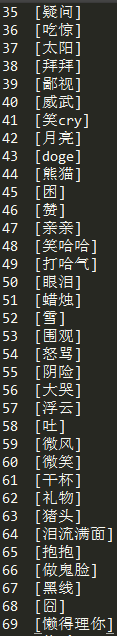 35 [疑问]
36 [吃惊]
37 [太阳]
38 [拜拜]
39 [鄙视]
40 [威武]
41 [笑cry]
42 [月亮]
43 [doge]
44 [熊猫]
45 [困]
46 [赞]
47 [亲亲]
48 [笑哈哈]
49 [打哈气]
50 [眼泪]
51 [蜡烛]
52 [雪]
53 [围观]
54 [怒骂]
55 [阴险]
56 [大哭]
57 [浮云]
58 [吐]
59 [微风]
60 [微笑]
61 [干杯]
62 [礼物]
63 [猪头]
64 [泪流满面]
65 [抱抱]
66 [做鬼脸]
67 [黑线]
68 [囧]
69 [懒得理你]